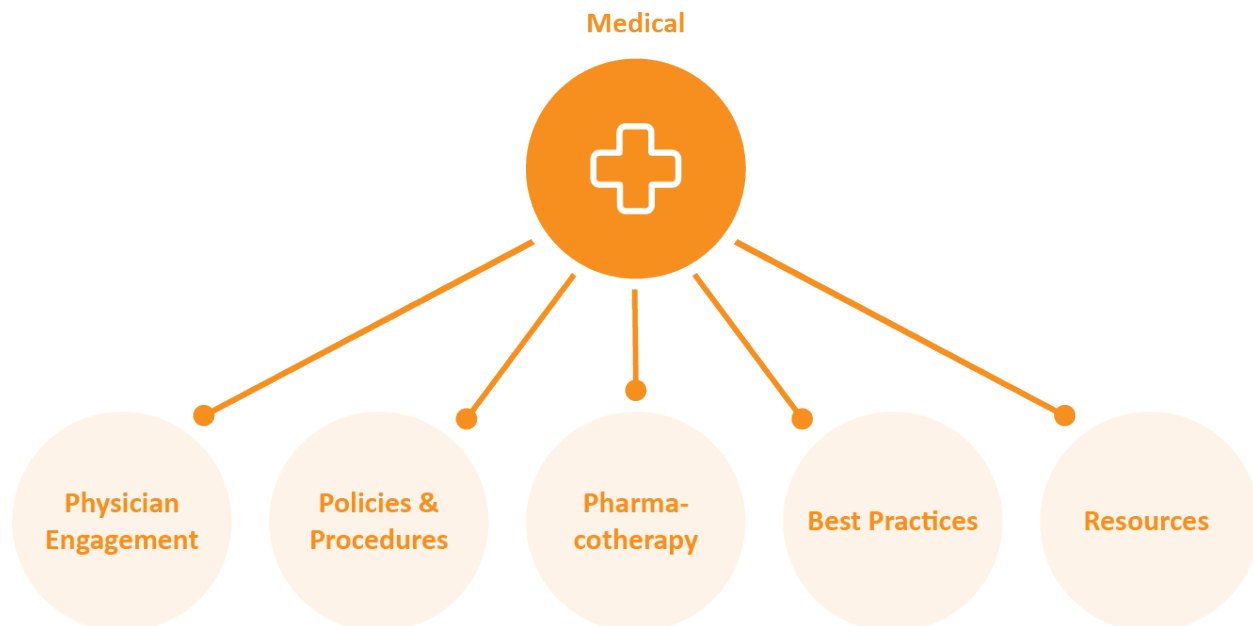 Medical
Physician
Engagement
Policies &
Procedures
Pharma-
cotherapy
Best Practices
Resources